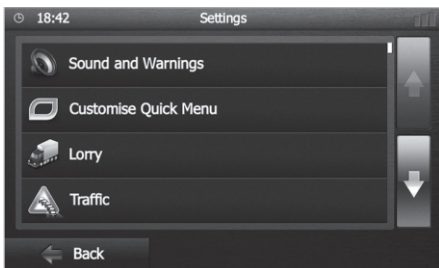 18:42 Settings
Sound and Warnings
Customise Quick Menu
Lorry
Traffic
Back